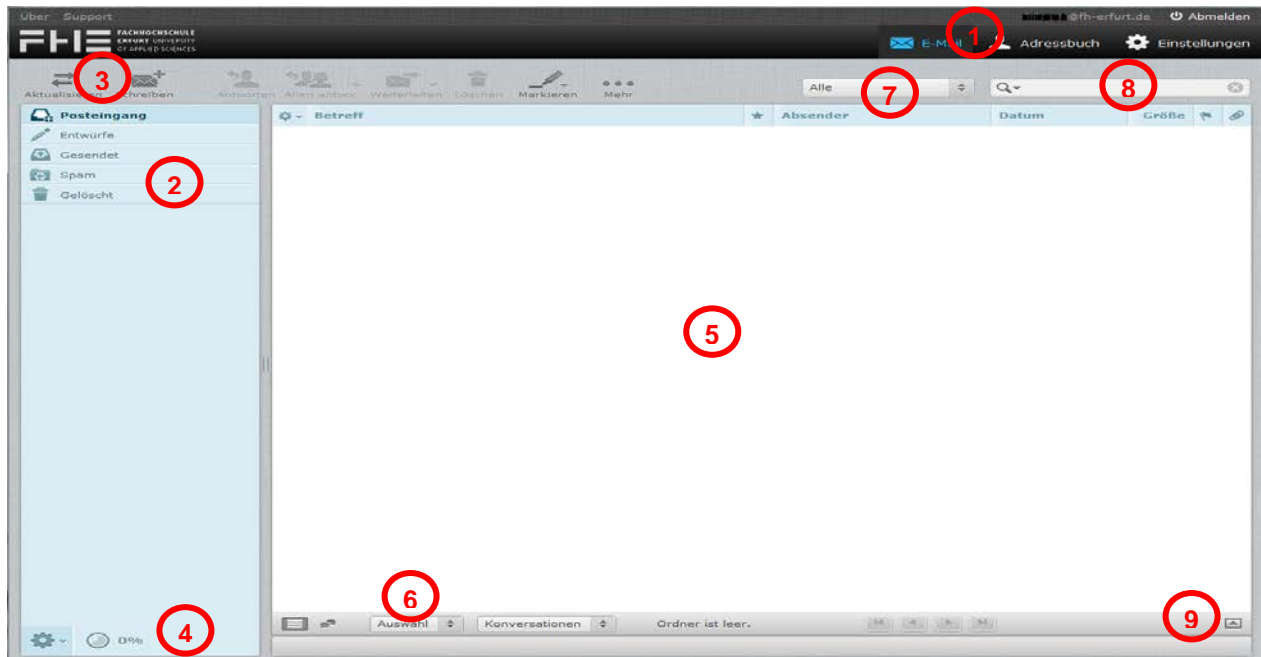 Über Support @fh-erfurt.de Abmelden
FHE FACHHOCHSCHULE
ERFURT UNIVERSITY
OF APPLIED SCIENCES
E-Mail 1 Adressbuch Einstellungen
3 Alle 7 8
Aktualisieren Schreiben Antworten Allen antwor. Weiterleiten Löschen Markieren Mehr
Posteingang
Entwürfe
Gesendet
Spam
Gelöscht
2
Betreff Absender Datum Größe
5
6 9
Auswahl Konversationen Ordner ist leer.
0% 4